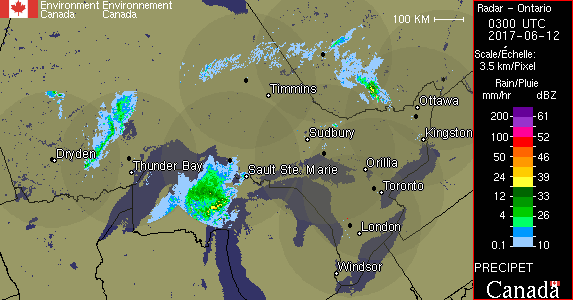 Environment Environnement
Canada Canada
100 KM
Timmins
Ottawa
Sudbury
Kingston
Dryden
Thunder Bay
Sault Ste. Marie
Orillia
Toronto
London
Windsor
Radar - Ontario
0300 UTC
2017-06-12
Scale/Échelle:
3.5 km/Pixel
Rain/Pluie
mm/hr dBZ
200 61
100 52
50 46
24 39
12 33
4 26
0.1 10
PRECIPET
Canada